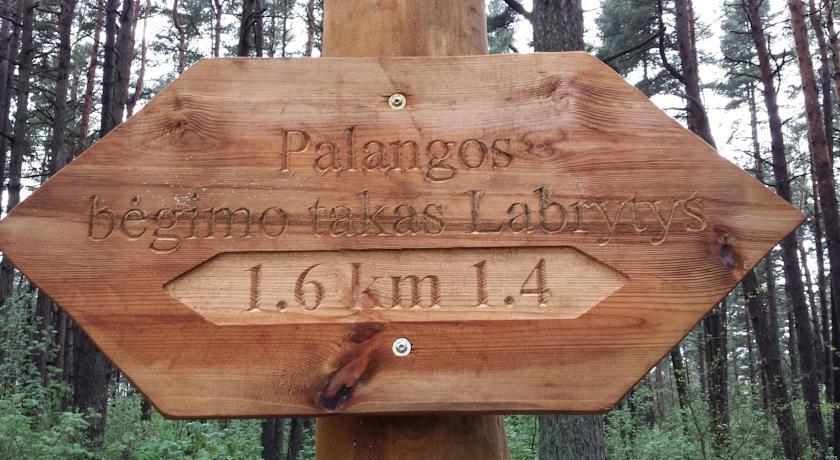 Palangos
bėgimo takas Labrytys
1.6 km 1.4